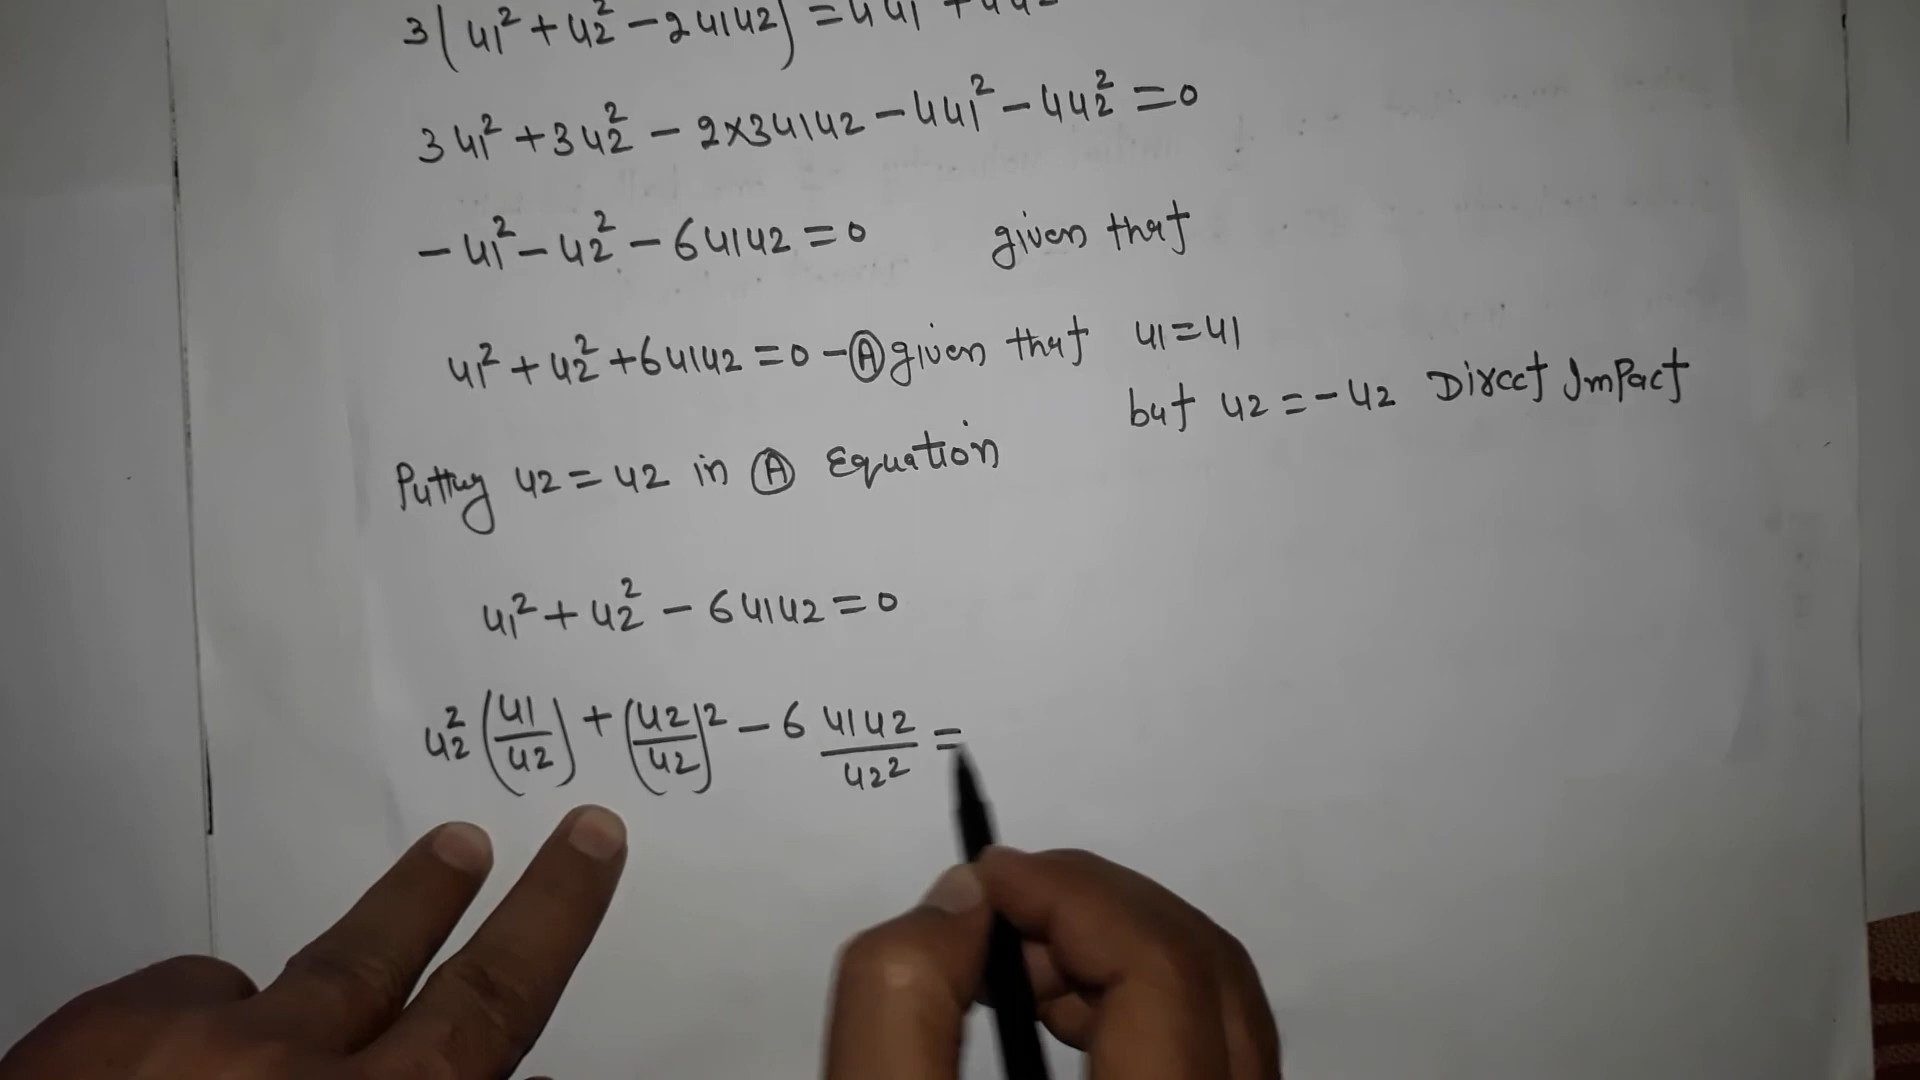 3(u1² + u2² - 2u1u2) = 4u1 + 4u2
3u1² + 3u2² - 2×3u1u2 - 4u1² - 4u2² = 0
- u1² - u2² - 6u1u2 = 0 given that
u1² + u2² + 6u1u2 = 0 - Ⓐ given that u1 = u1
but u2 = - u2 Direct Impact
Putting u2 = u2 in Ⓐ Equation
u1² + u2² - 6u1u2 = 0
u2² (u1/u2) + (u2/u2)² - 6 u1u2/u2² =